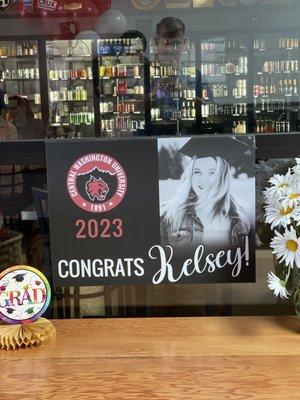 CENTRAL WASHINGTON UNIVERSITY
1891
2023
CONGRATS Kelsey!
GRAD